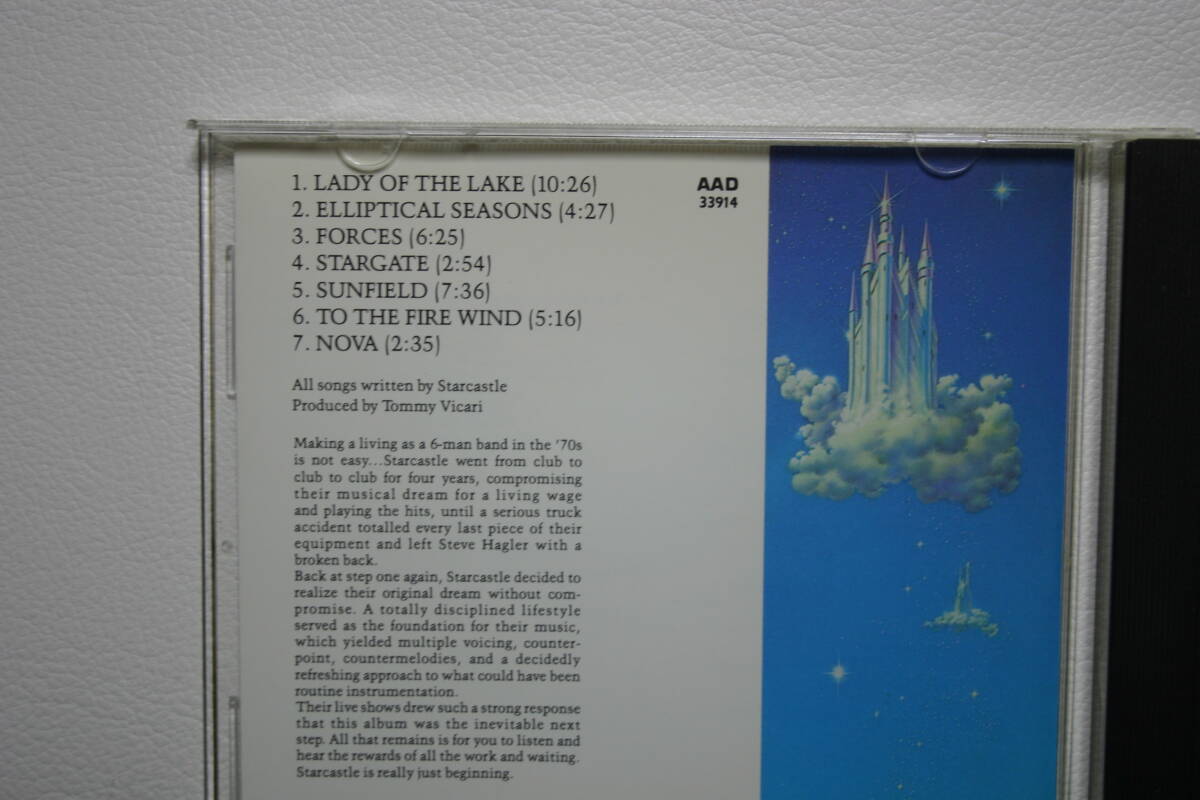 1. LADY OF THE LAKE (10:26)
2. ELLIPTICAL SEASONS (4:27)
3. FORCES (6:25)
4. STARGATE (2:54)
5. SUNFIELD (7:36)
6. TO THE FIRE WIND (5:16)
7. NOVA (2:35)
AAD
33914
All songs written by Starcastle
Produced by Tommy Vicari
Making a living as a 6-man band in the '70s
is not easy...Starcastle went from club to
club to club for four years, compromising
their musical dream for a living wage
and playing the hits, until a serious truck
accident totalled every last piece of their
equipment and left Steve Hagler with a
broken back.
Back at step one again, Starcastle decided to
realize their original dream without com-
promise. A totally disciplined lifestyle
served as the foundation for their music,
which yielded multiple voicing, counter-
point, countermelodies, and a decidedly
refreshing approach to what could have been
routine instrumentation.
Their live shows drew such a strong response
that this album was the inevitable next
step. All that remains is for you to listen and
hear the rewards of all the work and waiting.
Starcastle is really just beginning.